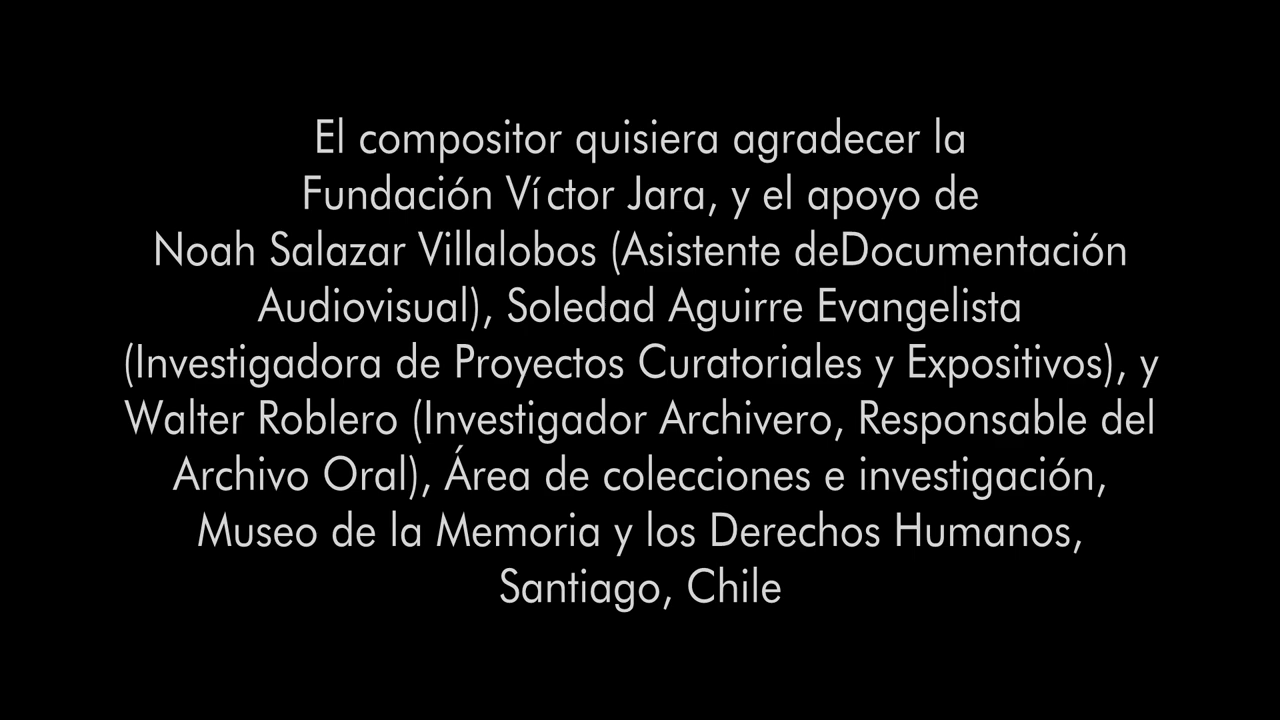 El compositor quisiera agradecer la
Fundación Víctor Jara, y el apoyo de
Noah Salazar Villalobos (Asistente deDocumentación
Audiovisual), Soledad Aguirre Evangelista
(Investigadora de Proyectos Curatoriales y Expositivos), y
Walter Roblero (Investigador Archivero, Responsable del
Archivo Oral), Área de colecciones e investigación,
Museo de la Memoria y los Derechos Humanos,
Santiago, Chile